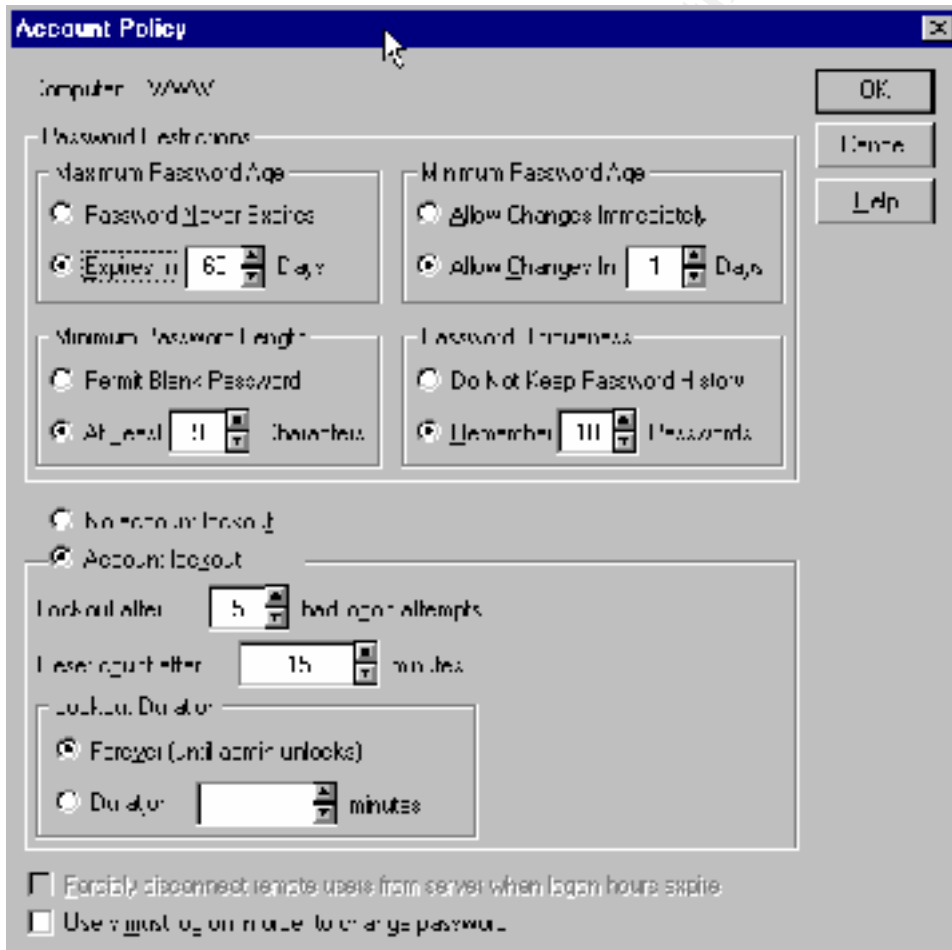 Account Policy
Computer: WWW
OK
Cancel
Help
Password Restrictions
Maximum Password Age
Password Never Expires
Expires In 60 Days
Minimum Password Age
Allow Changes Immediately
Allow Changes In 1 Days
Minimum Password Length
Permit Blank Password
At Least Characters
Password Uniqueness
Do Not Keep Password History
Remember 10 Passwords
No account lockout
Account lockout
Lockout after 5 bad logon attempts
Reset count after 15 minutes
Lockout Duration
Forever (until admin unlocks)
Duration minutes
Forcibly disconnect remote users from server when logon hours expire
Users must log on in order to change password